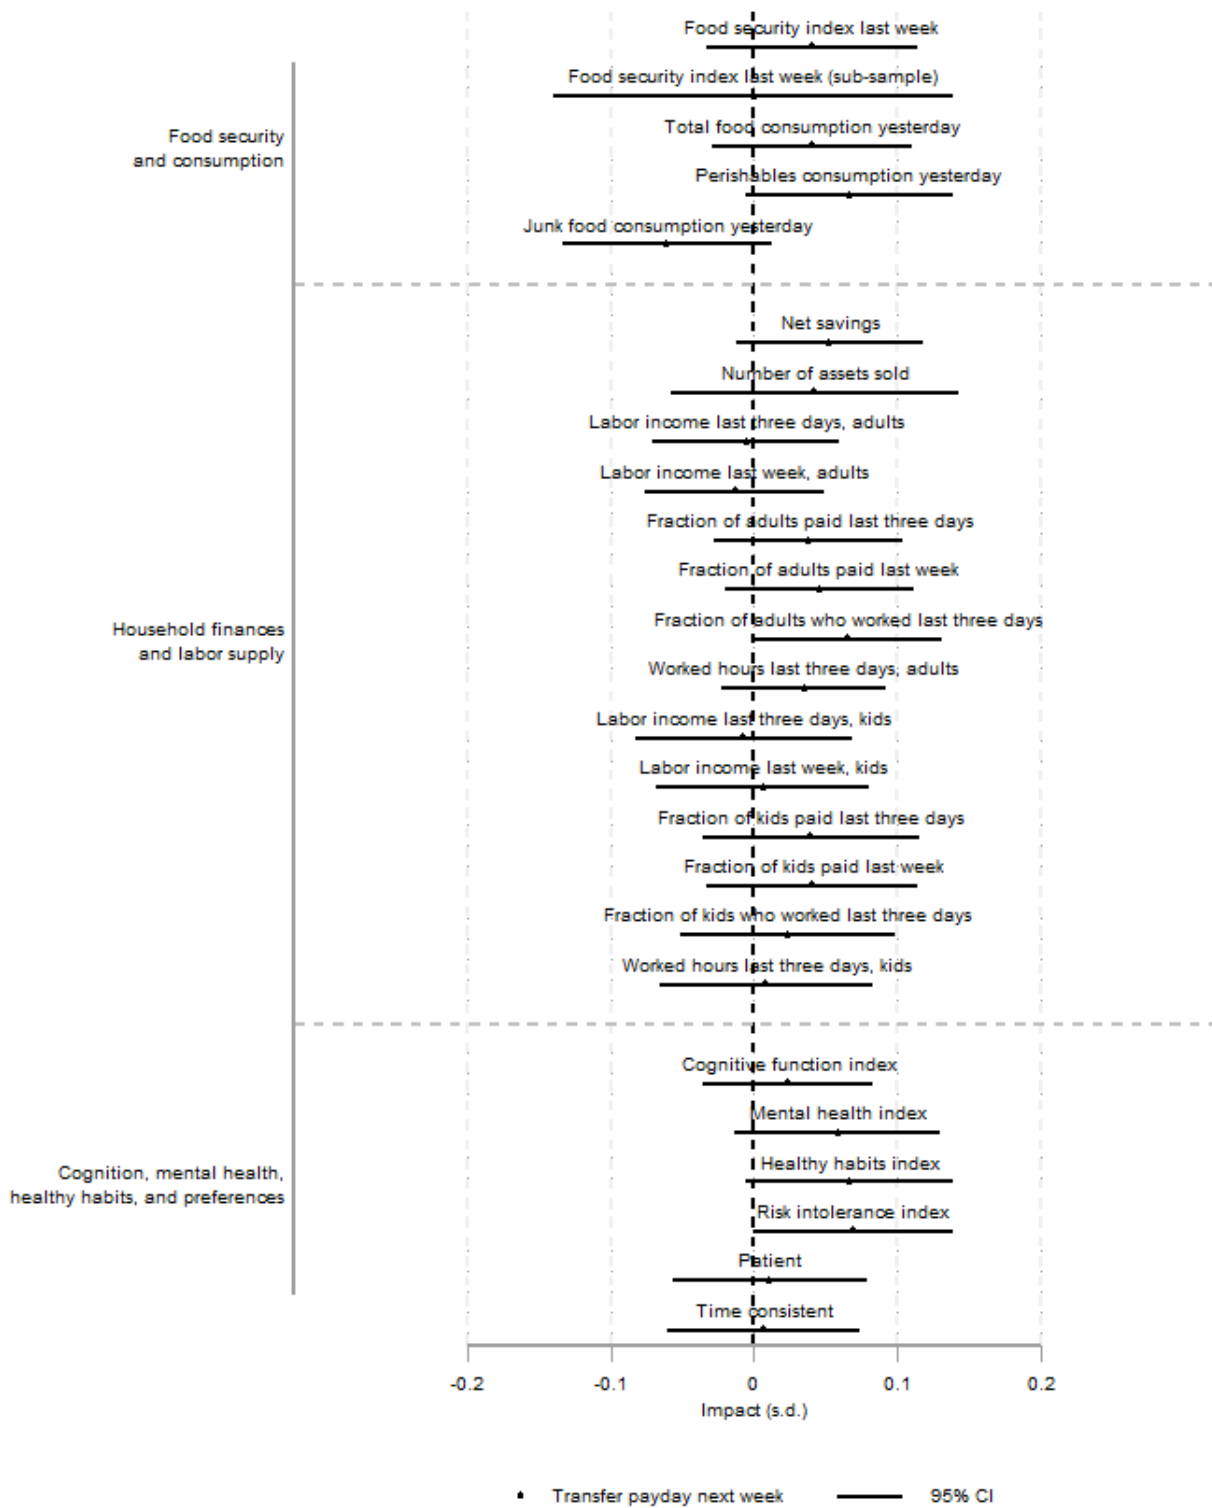 Food security index last week
Food security index last week (sub-sample)
Total food consumption yesterday
Perishables consumption yesterday
Junk food consumption yesterday
Food security
and consumption
Net savings
Number of assets sold
Labor income last three days, adults
Labor income last week, adults
Fraction of adults paid last three days
Fraction of adults paid last week
Fraction of adults who worked last three days
Worked hours last three days, adults
Labor income last three days, kids
Labor income last week, kids
Fraction of kids paid last three days
Fraction of kids paid last week
Fraction of kids who worked last three days
Worked hours last three days, kids
Household finances
and labor supply
Cognitive function index
Mental health index
Healthy habits index
Risk intolerance index
Patient
Time consistent
Cognition, mental health,
healthy habits, and preferences
-0.2 -0.1 0 0.1 0.2
Impact (s.d.)
Transfer payday next week 95% CI